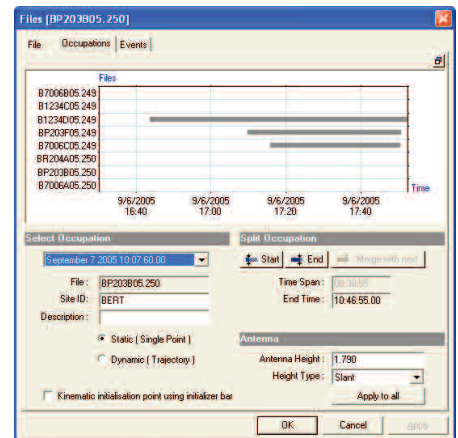 Files [BP203B05.250]
File Occupations Events
Files
B7006B05.249
B1234C05.249
B1234D05.249
BP203F05.249
B7006C05.249
BR204A05.250
BP203B05.250
B7006A05.250
Time
9/6/2005 9/6/2005 9/6/2005 9/6/2005
16:40 17:00 17:20 17:40
Select Occupation
September 7 2005 10:07:60.00
File : BP203B05.250
Site ID: BERT
Description :
Static ( Single Point )
Dynamic ( Trajectory )
Kinematic initialisation point using initializer bar
Split Occupation
Start End Merge with next
Time Span : 00:38:55
End Time : 10:46:55.00
Antenna
Antenna Height : 1.790
Height Type : Slant
Apply to all
OK Cancel Apply